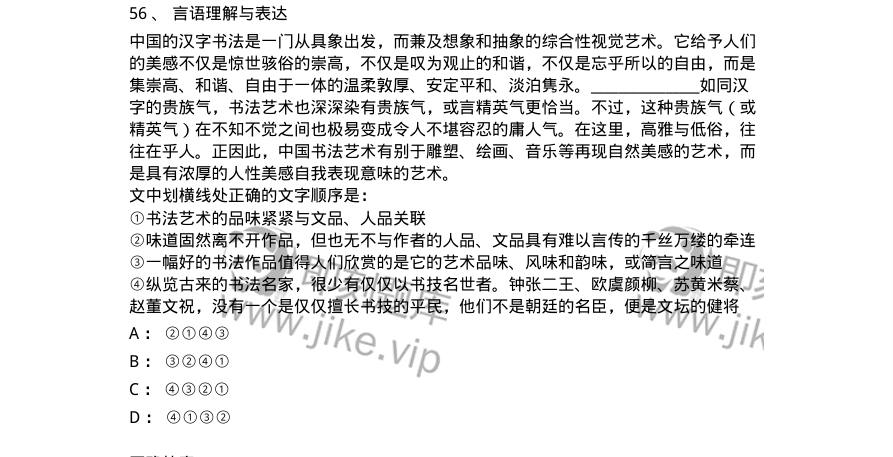 56 、 言语理解与表达
中国的汉字书法是一门从具象出发，而兼及想象和抽象的综合性视觉艺术。它给予人们
的美感不仅是惊世骇俗的崇高，不仅是叹为观止的和谐，不仅是忘乎所以的自由，而是
集崇高、和谐、自由于一体的温柔敦厚、安定平和、淡泊隽永。____________如同汉
字的贵族气，书法艺术也深深染有贵族气，或言精英气更恰当。不过，这种贵族气（或
精英气）在不知不觉之间也极易变成令人不堪容忍的庸人气。在这里，高雅与低俗，往
往在乎人。正因此，中国书法艺术有别于雕塑、绘画、音乐等再现自然美感的艺术，而
是具有浓厚的人性美感自我表现意味的艺术。
文中划横线处正确的文字顺序是：
①书法艺术的品味紧紧与文品、人品关联
②味道固然离不开作品，但也无不与作者的人品、文品具有难以言传的千丝万缕的牵连
③一幅好的书法作品值得人们欣赏的是它的艺术品味、风味和韵味，或简言之味道
④纵览古来的书法名家，很少有仅仅以书技名世者。钟张二王、欧虞颜柳、苏黄米蔡、
赵董文祝，没有一个是仅仅擅长书技的平民，他们不是朝廷的名臣，便是文坛的健将
A： ②①④③
B： ③②④①
C： ④③②①
D： ④①③②
即刻题库
www.jike.vip
即刻
www.ji